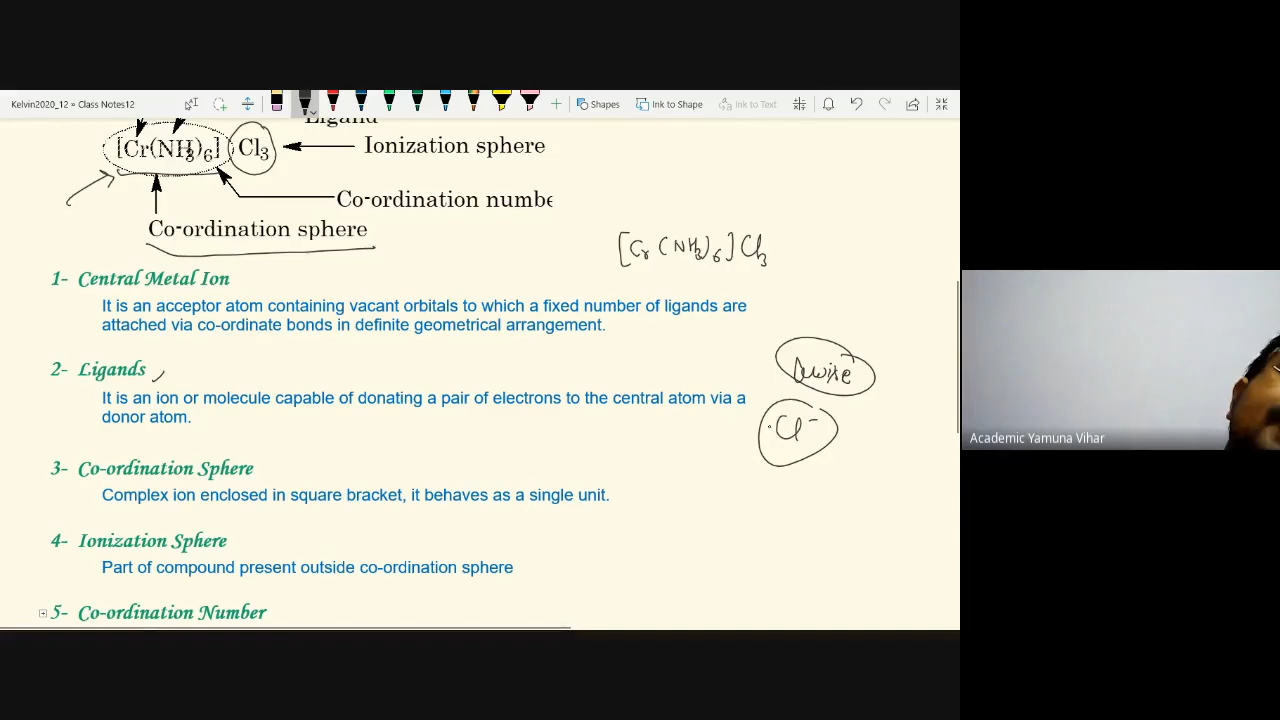 Kelvin2020_12 » Class Notes12
Shapes
Ink to Shape
Ink to Text
Ligand
[Cr(NH3)6] Cl3
Ionization sphere
Co-ordination numbe
Co-ordination sphere
[Cr(NH3)6]Cl3
1- Central Metal Ion
It is an acceptor atom containing vacant orbitals to which a fixed number of ligands are
attached via co-ordinate bonds in definite geometrical arrangement.
2- Ligands
It is an ion or molecule capable of donating a pair of electrons to the central atom via a
donor atom.
Cl-
3- Co-ordination Sphere
Complex ion enclosed in square bracket, it behaves as a single unit.
4- Ionization Sphere
Part of compound present outside co-ordination sphere
5- Co-ordination Number
Academic Yamuna Vihar